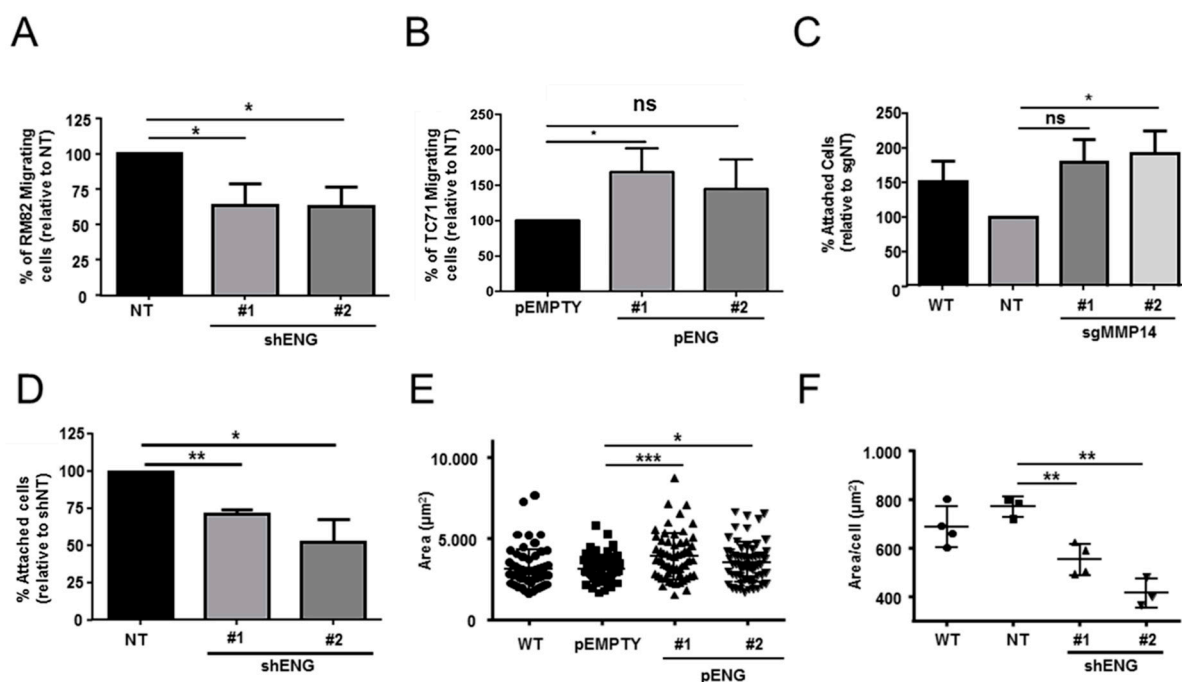 A
% of RM82 Migrating
cells (relative to NT)
125
100
75
50
25
0
*
*
NT
#1
#2
shENG
B
% of TC71 Migrating
cells (relative to NT)
250
200
150
100
50
0
ns
*
pEMPTY
#1
#2
pENG
C
% Attached Cells
(relative to sgNT)
250
200
150
100
50
0
*
ns
WT
NT
#1
#2
sgMMP14
D
% Attached cells
(relative to shNT)
125
100
75
50
25
0
*
**
NT
#1
#2
shENG
E
Area (µm²)
10.000
5.000
0
*
***
WT
pEMPTY
#1
#2
pENG
F
Area/cell (µm²)
1.000
800
600
400
**
**
WT
NT
#1
#2
shENG